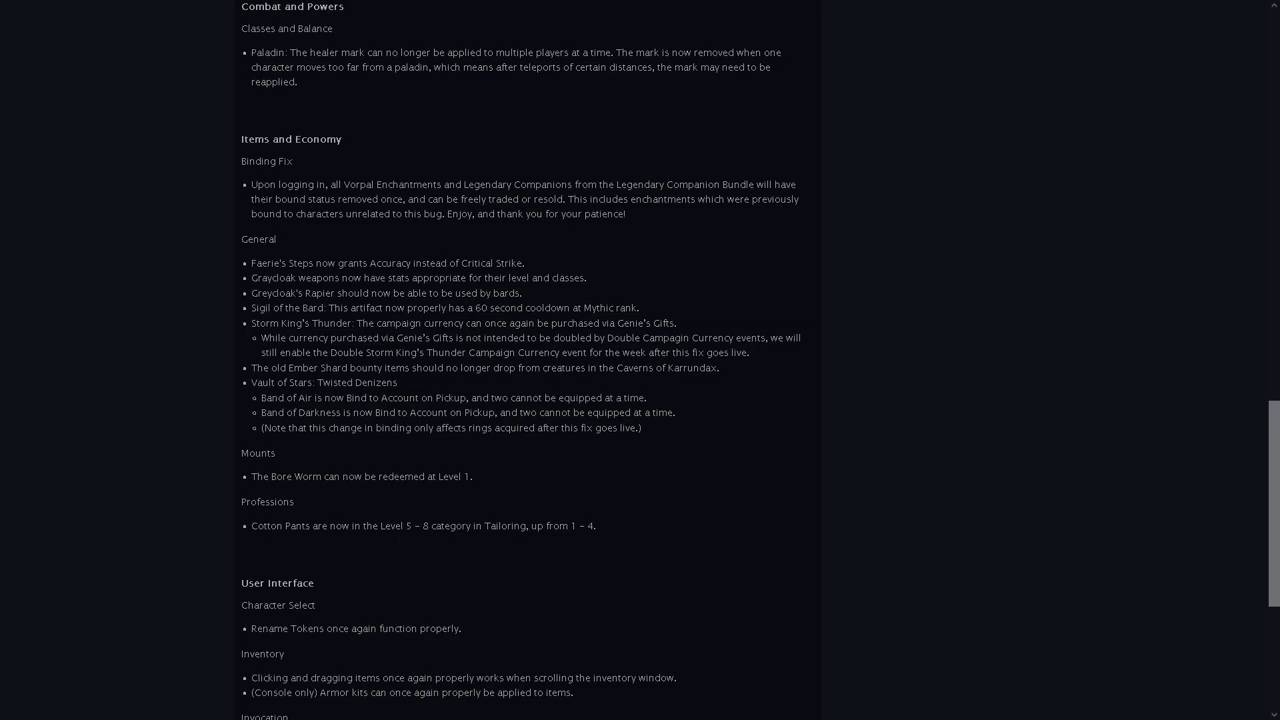 Combat and Powers
Classes and Balance
• Paladin: The healer mark can no longer be applied to multiple players at a time. The mark is now removed when one
character moves too far from a paladin, which means after teleports of certain distances, the mark may need to be
reapplied.
Items and Economy
Binding Fix
• Upon logging in, all Vorpal Enchantments and Legendary Companions from the Legendary Companion Bundle will have
their bound status removed once, and can be freely traded or resold. This includes enchantments which were previously
bound to characters unrelated to this bug. Enjoy, and thank you for your patience!
General
• Faerie's Steps now grants Accuracy instead of Critical Strike.
• Graycloak weapons now have stats appropriate for their level and classes.
• Greycloak's Rapier should now be able to be used by bards.
• Sigil of the Bard: This artifact now properly has a 60 second cooldown at Mythic rank.
• Storm King's Thunder: The campaign currency can once again be purchased via Genie's Gifts.
◦ While currency purchased via Genie's Gifts is not intended to be doubled by Double Campagin Currency events, we will
still enable the Double Storm King's Thunder Campaign Currency event for the week after this fix goes live.
• The old Ember Shard bounty items should no longer drop from creatures in the Caverns of Karrundax.
• Vault of Stars: Twisted Denizens
◦ Band of Air is now Bind to Account on Pickup, and two cannot be equipped at a time.
◦ Band of Darkness is now Bind to Account on Pickup, and two cannot be equipped at a time.
◦ (Note that this change in binding only affects rings acquired after this fix goes live.)
Mounts
• The Bore Worm can now be redeemed at Level 1.
Professions
• Cotton Pants are now in the Level 5 – 8 category in Tailoring, up from 1 – 4.
User Interface
Character Select
• Rename Tokens once again function properly.
Inventory
• Clicking and dragging items once again properly works when scrolling the inventory window.
• (Console only) Armor kits can once again properly be applied to items.
Invocation